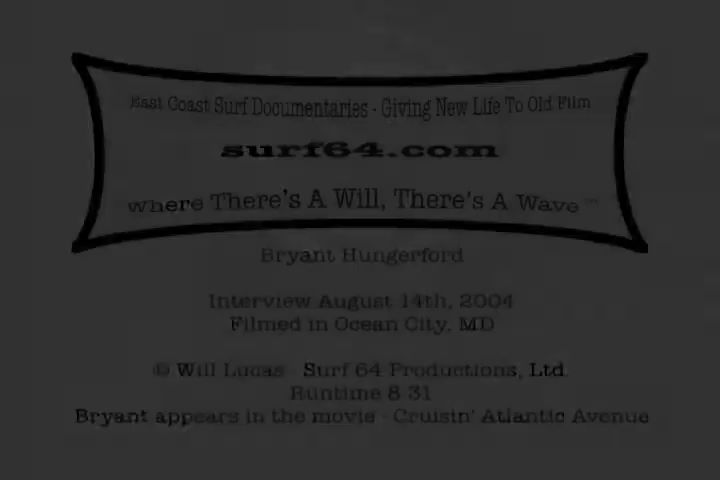 East Coast Surf Documentaries - Giving New Life To Old Film
surf64.com
Where There's A Will, There's A Wave ™
Bryant Hungerford
Interview August 14th, 2004
Filmed in Ocean City, MD
© Will Lucas - Surf 64 Productions, Ltd.
Runtime 8:31
Bryant appears in the movie - Cruisin' Atlantic Avenue